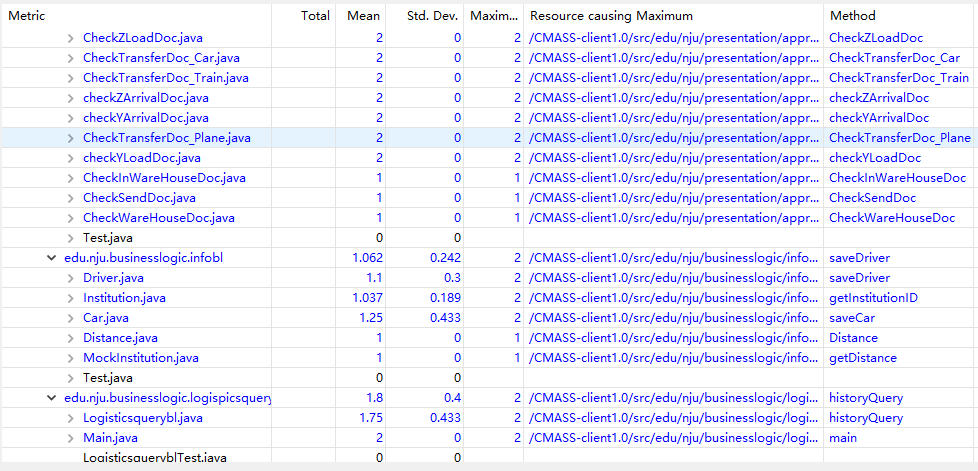 Metric Total Mean Std. Dev. Maxim... Resource causing Maximum Method
CheckZLoadDoc.java 2 0 2 /CMASS-client1.0/src/edu/nju/presentation/appr... CheckZLoadDoc
CheckTransferDoc_Car.java 2 0 2 /CMASS-client1.0/src/edu/nju/presentation/appr... CheckTransferDoc_Car
CheckTransferDoc_Train.java 2 0 2 /CMASS-client1.0/src/edu/nju/presentation/appr... CheckTransferDoc_Train
checkZArrivalDoc.java 2 0 2 /CMASS-client1.0/src/edu/nju/presentation/appr... checkZArrivalDoc
checkYArrivalDoc.java 2 0 2 /CMASS-client1.0/src/edu/nju/presentation/appr... checkYArrivalDoc
CheckTransferDoc_Plane.java 2 0 2 /CMASS-client1.0/src/edu/nju/presentation/appr... CheckTransferDoc_Plane
checkYLoadDoc.java 2 0 2 /CMASS-client1.0/src/edu/nju/presentation/appr... checkYLoadDoc
CheckInWareHouseDoc.java 1 0 1 /CMASS-client1.0/src/edu/nju/presentation/appr... CheckInWareHouseDoc
CheckSendDoc.java 1 0 1 /CMASS-client1.0/src/edu/nju/presentation/appr... CheckSendDoc
CheckWareHouseDoc.java 1 0 1 /CMASS-client1.0/src/edu/nju/presentation/appr... CheckWareHouseDoc
Test.java 0 0
edu.nju.businesslogic.infobl 1.062 0.242 2 /CMASS-client1.0/src/edu/nju/businesslogic/info... saveDriver
Driver.java 1.1 0.3 2 /CMASS-client1.0/src/edu/nju/businesslogic/info... saveDriver
Institution.java 1.037 0.189 2 /CMASS-client1.0/src/edu/nju/businesslogic/info... getInstitutionID
Car.java 1.25 0.433 2 /CMASS-client1.0/src/edu/nju/businesslogic/info... saveCar
Distance.java 1 0 1 /CMASS-client1.0/src/edu/nju/businesslogic/info... Distance
MockInstitution.java 1 0 1 /CMASS-client1.0/src/edu/nju/businesslogic/info... getDistance
Test.java 0 0
edu.nju.businesslogic.logispicsquery 1.8 0.4 2 /CMASS-client1.0/src/edu/nju/businesslogic/logi... historyQuery
Logisticsquerybl.java 1.75 0.433 2 /CMASS-client1.0/src/edu/nju/businesslogic/logi... historyQuery
Main.java 2 0 2 /CMASS-client1.0/src/edu/nju/businesslogic/logi... main
LogisticsqueryblTest.java 0 0